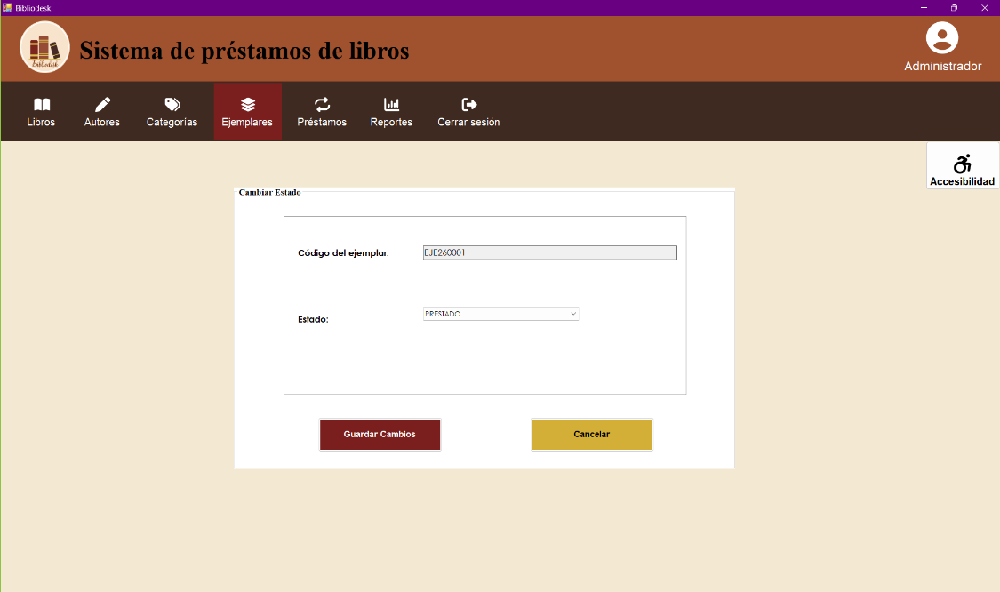 Bibliodesk
Bibliodesk
Sistema de préstamos de libros
Administrador
Libros
Autores
Categorías
Ejemplares
Préstamos
Reportes
Cerrar sesión
Accesibilidad
Cambiar Estado
Código del ejemplar:
EJE260001
Estado:
PRESTADO
Guardar Cambios
Cancelar